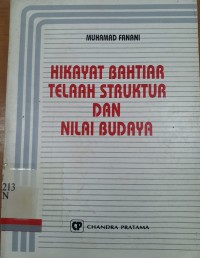 MUHAMAD FANANI
HIKAYAT BAHTIAR
TELAAH STRUKTUR
DAN
NILAI BUDAYA
213
N
CP CHANDRA PRATAMA